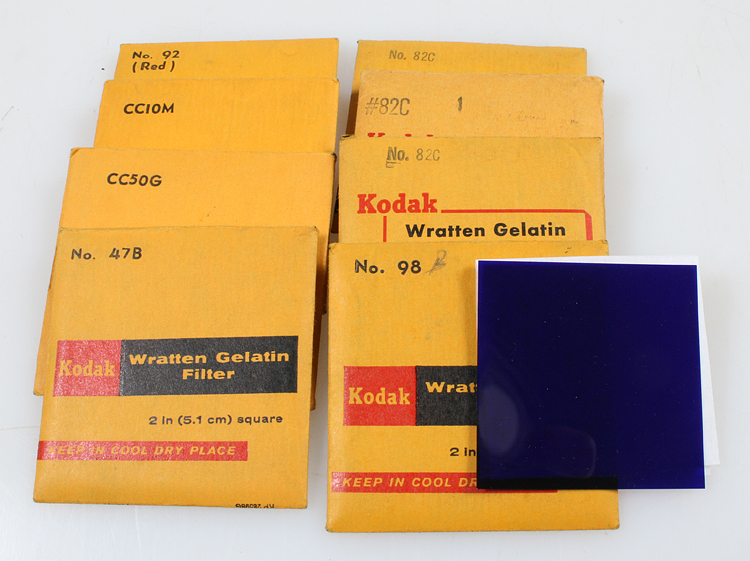 No. 92
(Red)
CC10M
CC50G
No. 47B
Kodak
Wratten Gelatin
Filter
2 in (5.1 cm) square
KEEP IN COOL DRY PLACE
No. 82C
#82C 1
Kodak
No. 82C
Kodak
Wratten Gelatin
No. 98
Kodak
Wrat
2 in
KEEP IN COOL DR